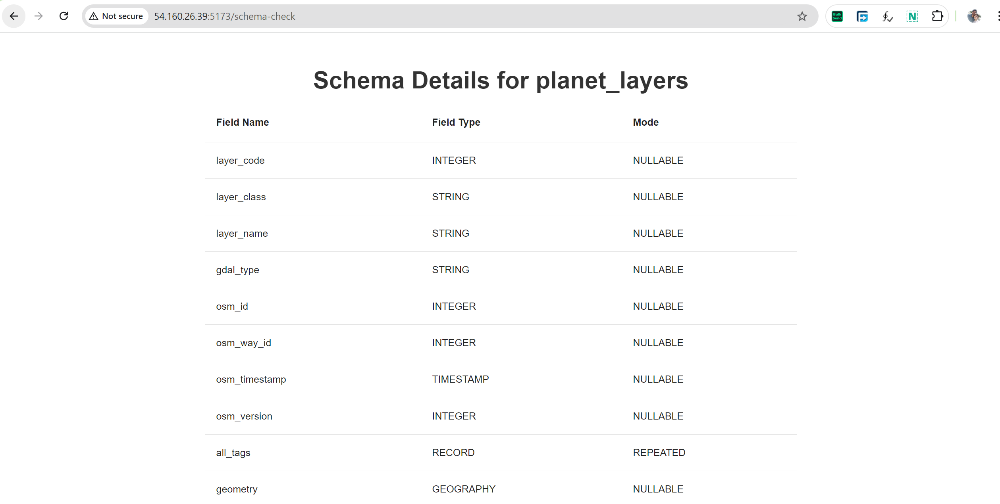 Not secure 54.160.26.39:5173/schema-check Bulk Send N
Schema Details for planet_layers
Field Name Field Type Mode
layer_code INTEGER NULLABLE
layer_class STRING NULLABLE
layer_name STRING NULLABLE
gdal_type STRING NULLABLE
osm_id INTEGER NULLABLE
osm_way_id INTEGER NULLABLE
osm_timestamp TIMESTAMP NULLABLE
osm_version INTEGER NULLABLE
all_tags RECORD REPEATED
geometry GEOGRAPHY NULLABLE